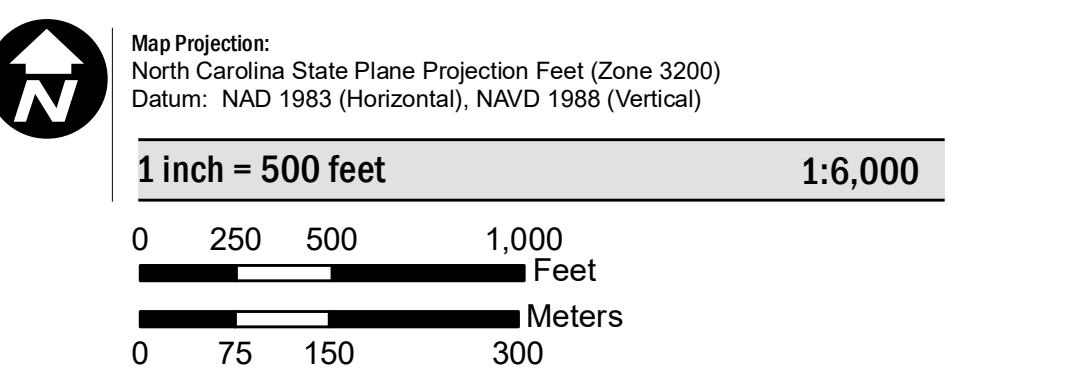 N
Map Projection:
North Carolina State Plane Projection Feet (Zone 3200)
Datum:  NAD 1983 (Horizontal), NAVD 1988 (Vertical)
1 inch = 500 feet 1:6,000
0 250 500 1,000
Feet
Meters
0 75 150 300